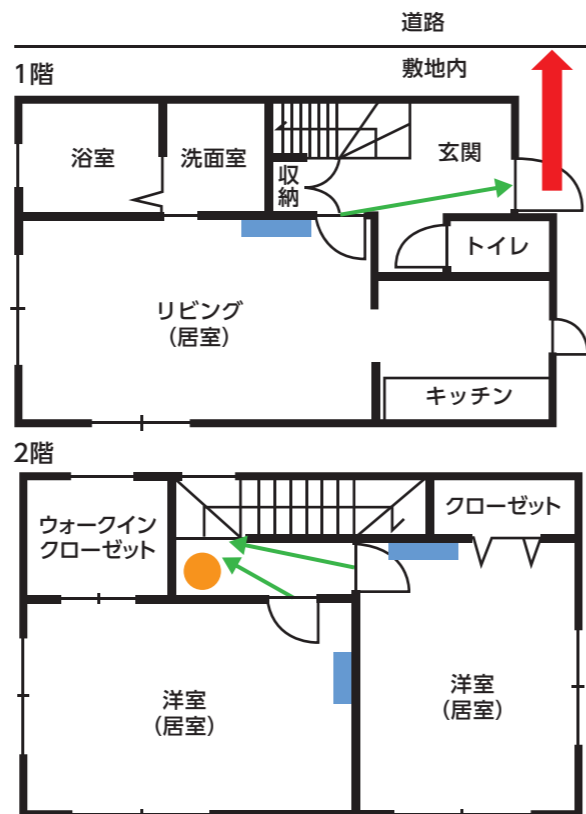 道路
敷地内
1階
浴室
洗面室
収
納
玄関
トイレ
リビング
(居室)
キッチン
2階
ウォークイン
クローゼット
クローゼット
洋室
(居室)
洋室
(居室)